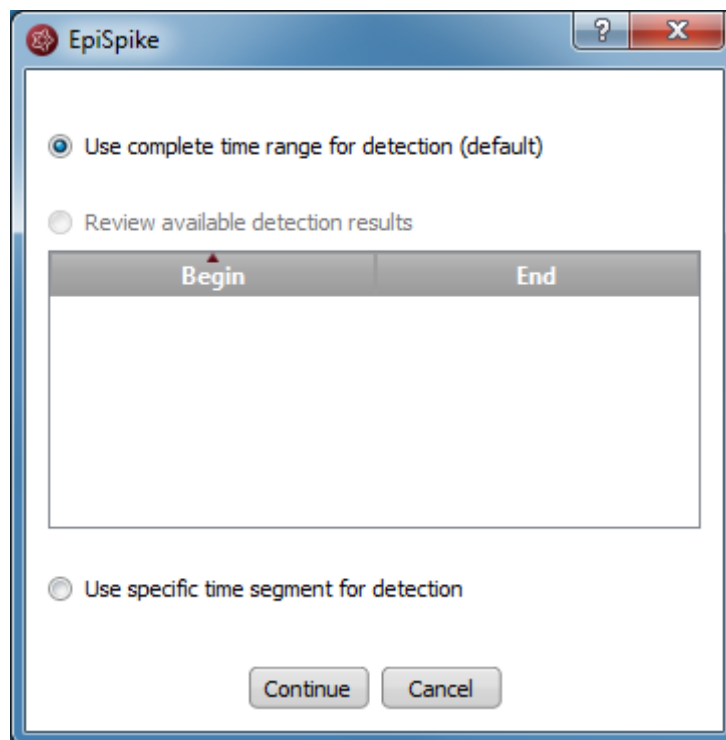 EpiSpike
?
Use complete time range for detection (default)
Review available detection results
Begin End
Use specific time segment for detection
Continue Cancel